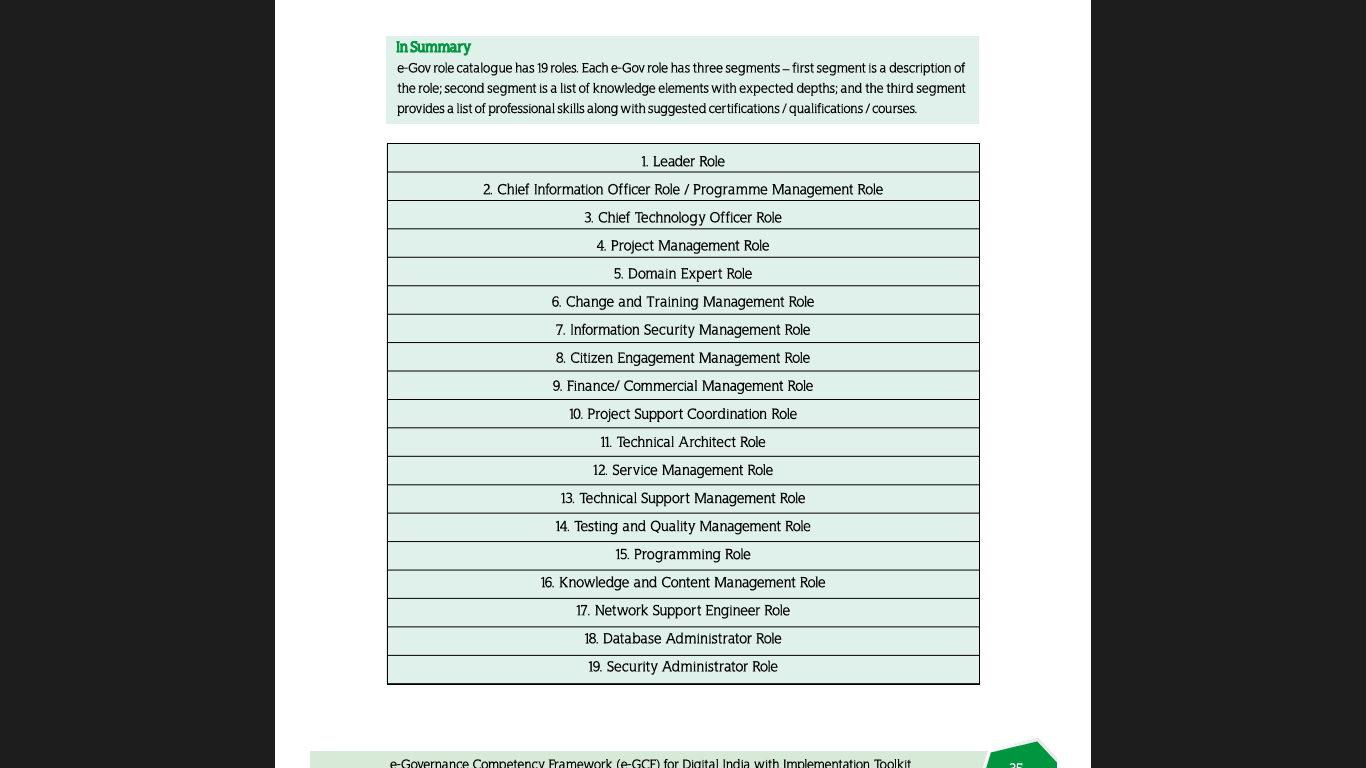 In Summary
e-Gov role catalogue has 19 roles. Each e-Gov role has three segments – first segment is a description of
the role; second segment is a list of knowledge elements with expected depths; and the third segment
provides a list of professional skills along with suggested certifications / qualifications / courses.
1. Leader Role
2. Chief Information Officer Role / Programme Management Role
3. Chief Technology Officer Role
4. Project Management Role
5. Domain Expert Role
6. Change and Training Management Role
7. Information Security Management Role
8. Citizen Engagement Management Role
9. Finance/ Commercial Management Role
10. Project Support Coordination Role
11. Technical Architect Role
12. Service Management Role
13. Technical Support Management Role
14. Testing and Quality Management Role
15. Programming Role
16. Knowledge and Content Management Role
17. Network Support Engineer Role
18. Database Administrator Role
19. Security Administrator Role
e-Governance Competency Framework (e-GCF) for Digital India with Implementation Toolkit